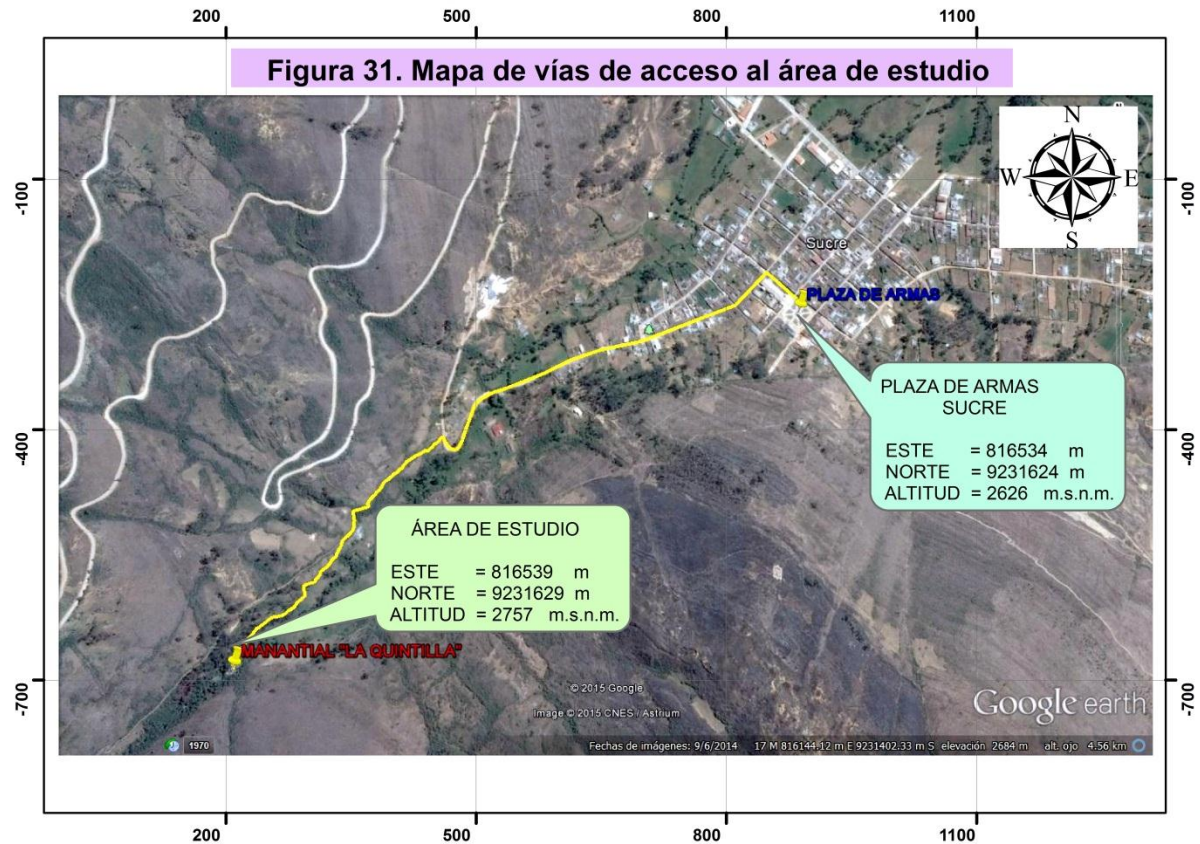 200 500 800 1100
Figura 31. Mapa de vías de acceso al área de estudio
N
W E
S
-100 -100
Sucre
PLAZA DE ARMAS
PLAZA DE ARMAS
SUCRE
ESTE = 816534 m
NORTE = 9231624 m
ALTITUD = 2626 m.s.n.m.
-400 -400
ÁREA DE ESTUDIO
ESTE = 816539 m
NORTE = 9231629 m
ALTITUD = 2757 m.s.n.m.
MANANTIAL "LA QUINTILLA"
-700 -700
© 2015 Google
Image © 2015 CNES / Astrium
Google earth
1970
Fechas de imágenes: 9/6/2014 17 M 816144.12 m E 9231402.33 m S elevación 2684 m alt. ojo 4.56 km
200 500 800 1100